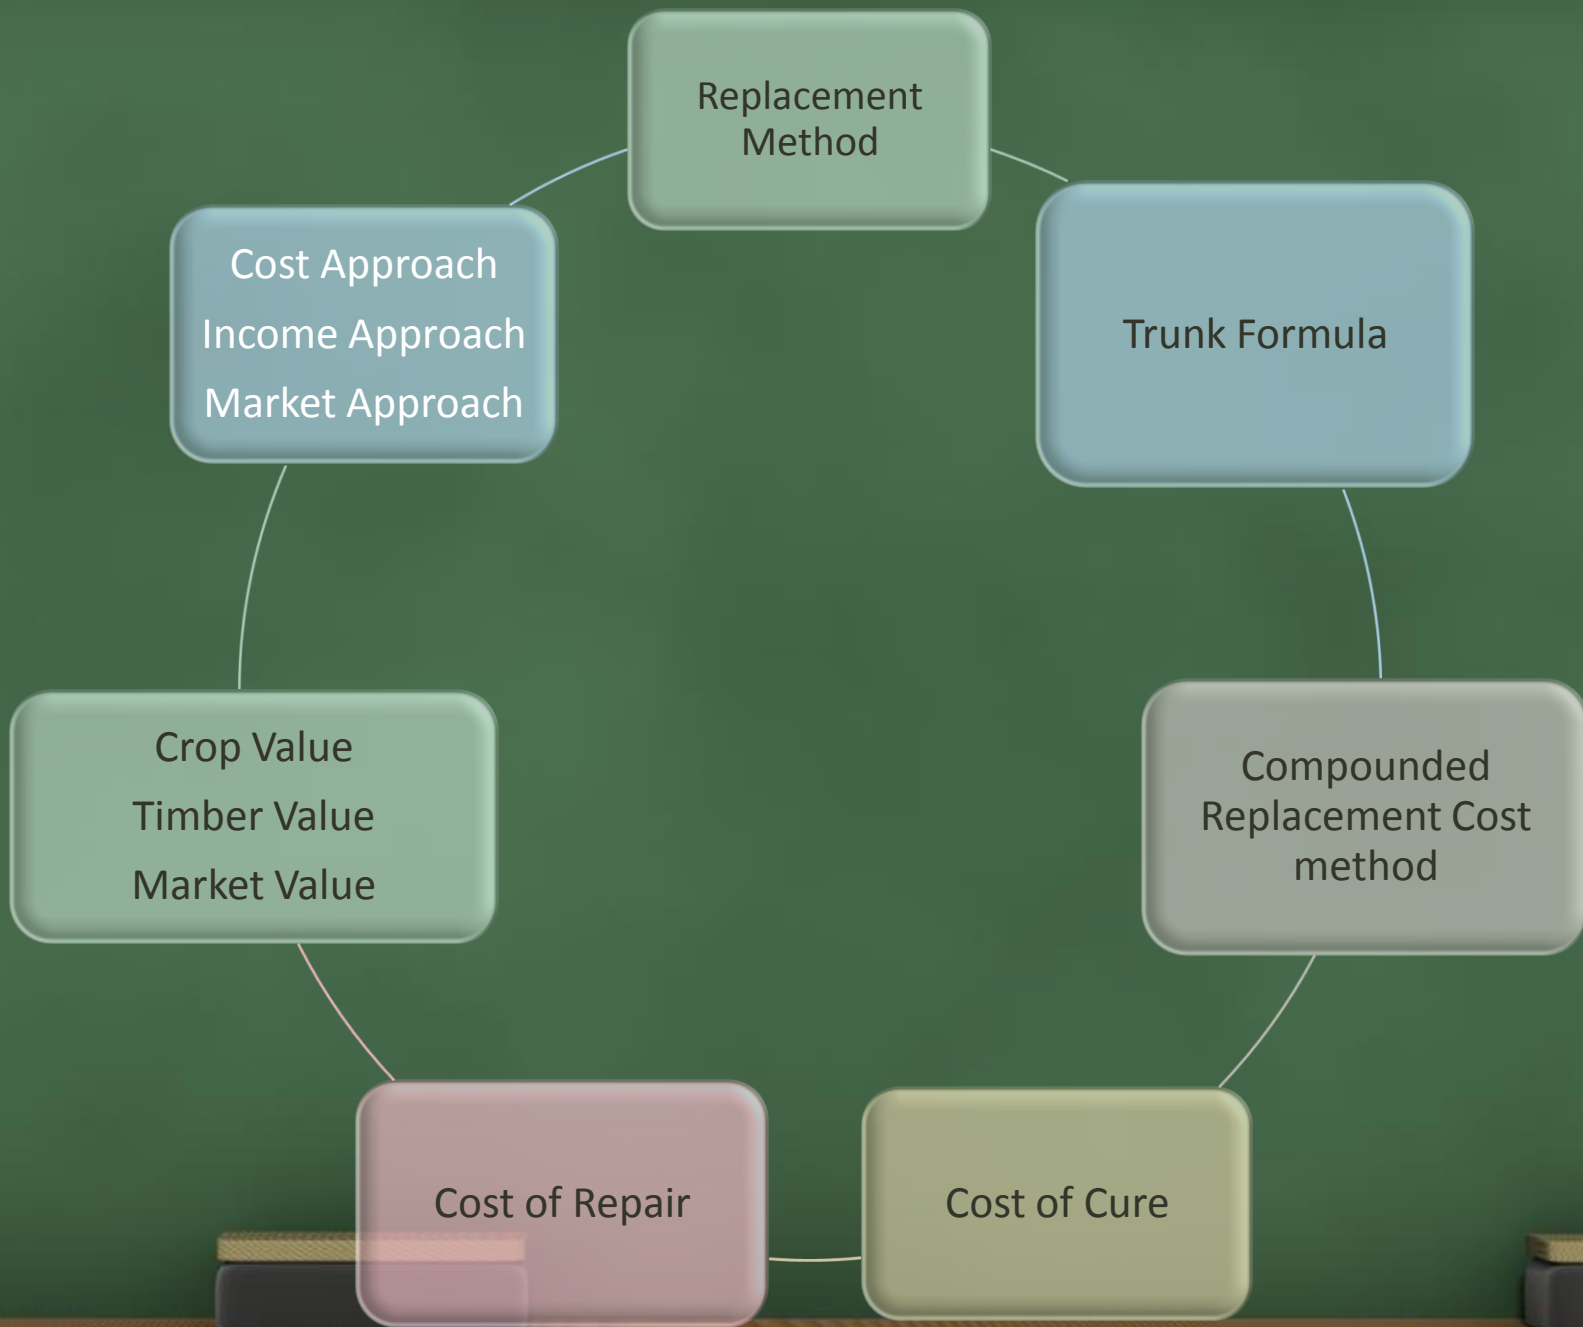 Replacement
Method
Trunk Formula
Compounded
Replacement Cost
method
Cost of Cure
Cost of Repair
Crop Value
Timber Value
Market Value
Cost Approach
Income Approach
Market Approach